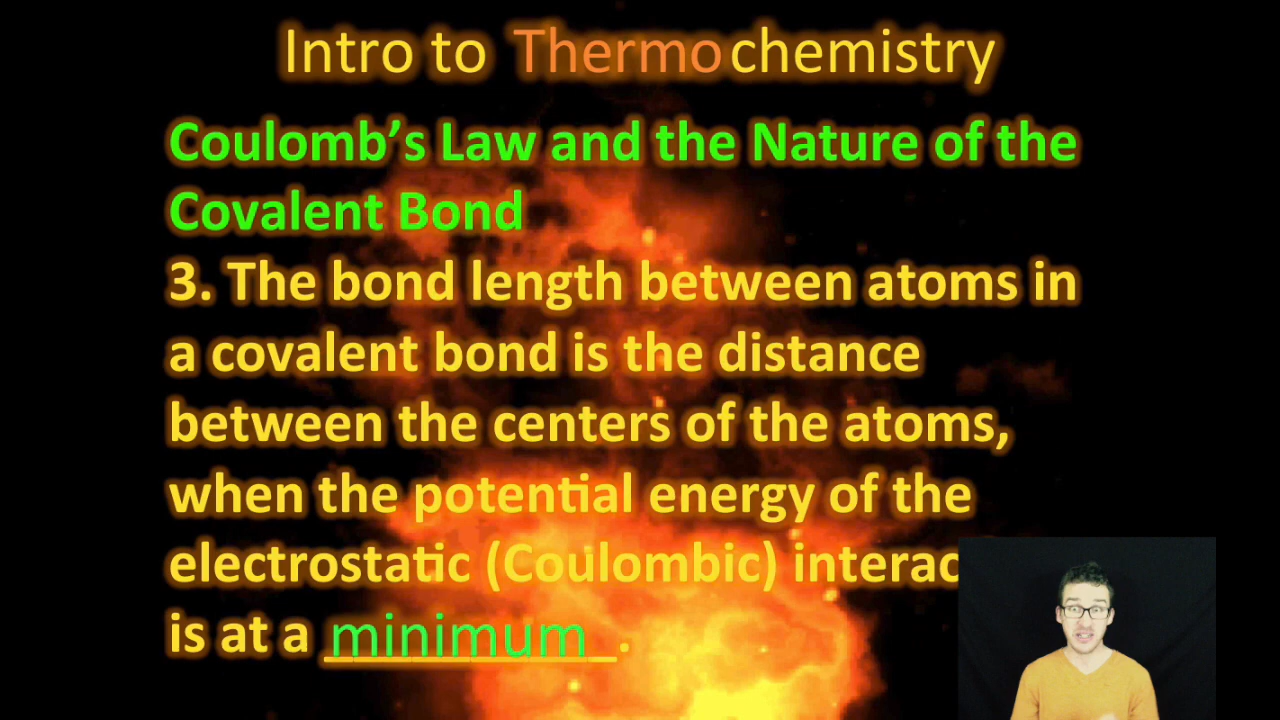 Intro to Thermochemistry
Coulomb’s Law and the Nature of the
Covalent Bond
3. The bond length between atoms in
a covalent bond is the distance
between the centers of the atoms,
when the potential energy of the
electrostatic (Coulombic) interac
is at a minimum.